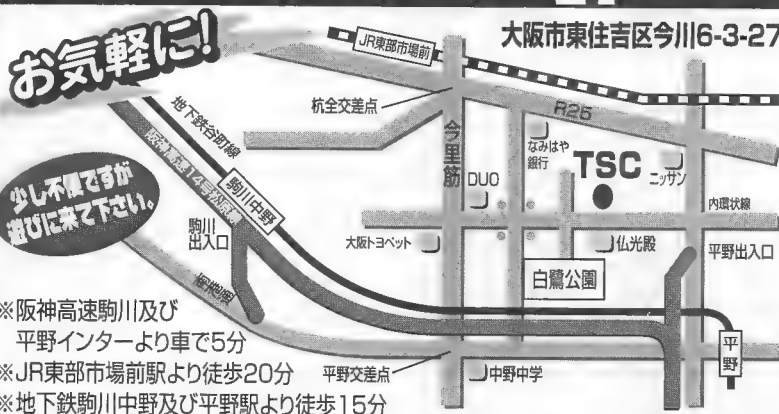 お気軽に!
大阪市東住吉区今川6-3-27
JR東部市場前
杭全交差点
R25
地下鉄谷町線
今里筋
なみはや
銀行
TSC
ニッサン
阪神高速14号松原線
駒川中野
DUO
少し不便ですが
遊びに来て下さい。
内環状線
駒川
出入口
大阪トヨペット
仏光殿
平野出入口
白鷺公園
南港通
※阪神高速駒川及び
平野インターより車で5分
※JR東部市場前駅より徒歩20分
平野交差点
中野中学
平野
※地下鉄駒川中野及び平野駅より徒歩15分